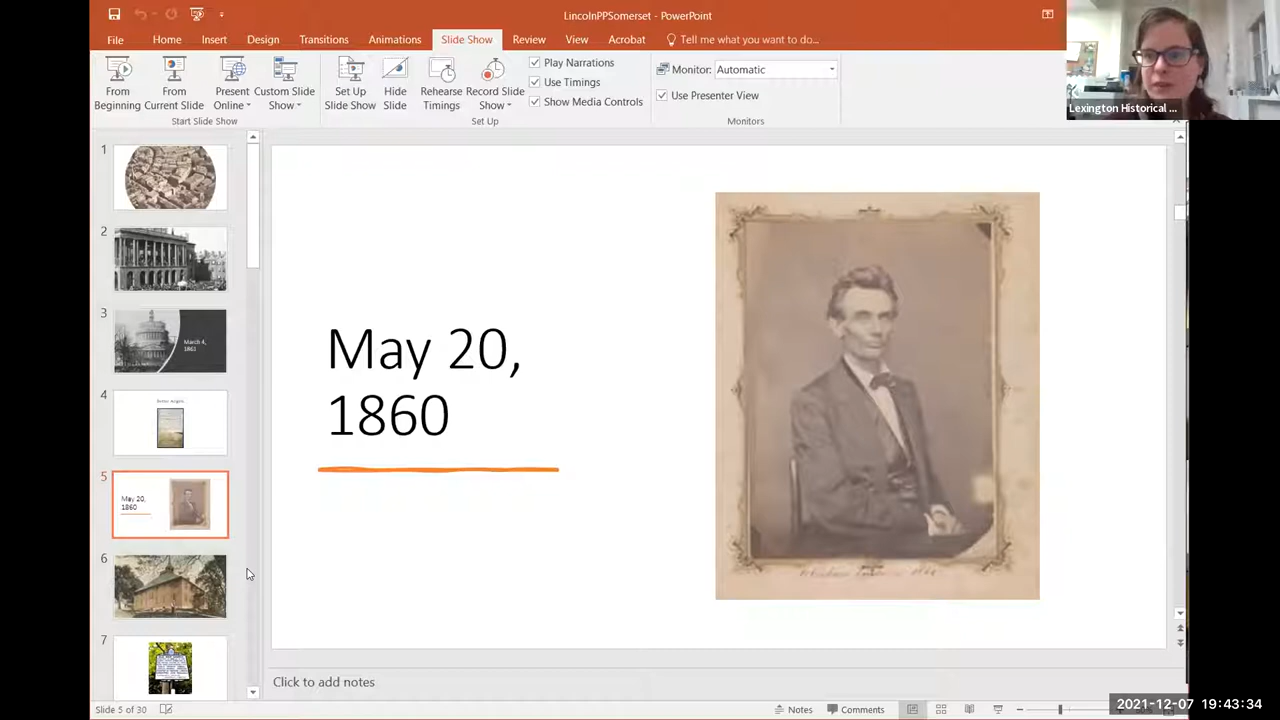 LincolnPPSomerset - PowerPoint
File Home Insert Design Transitions Animations Slide Show Review View Acrobat Tell me what you want to do...
From Beginning
From Current Slide
Present Online
Custom Slide Show
Start Slide Show
Set Up Slide Show
Hide Slide
Rehearse Timings
Record Slide Show
Play Narrations
Use Timings
Show Media Controls
Set Up
Monitor: Automatic
Use Presenter View
Monitors
Lexington Historical ...
1
2
3
March 4,
1861
4
5
May 20,
1860
6
7
May 20,
1860
Click to add notes
Slide 5 of 30
Notes
Comments
2021-12-07 19:43:34